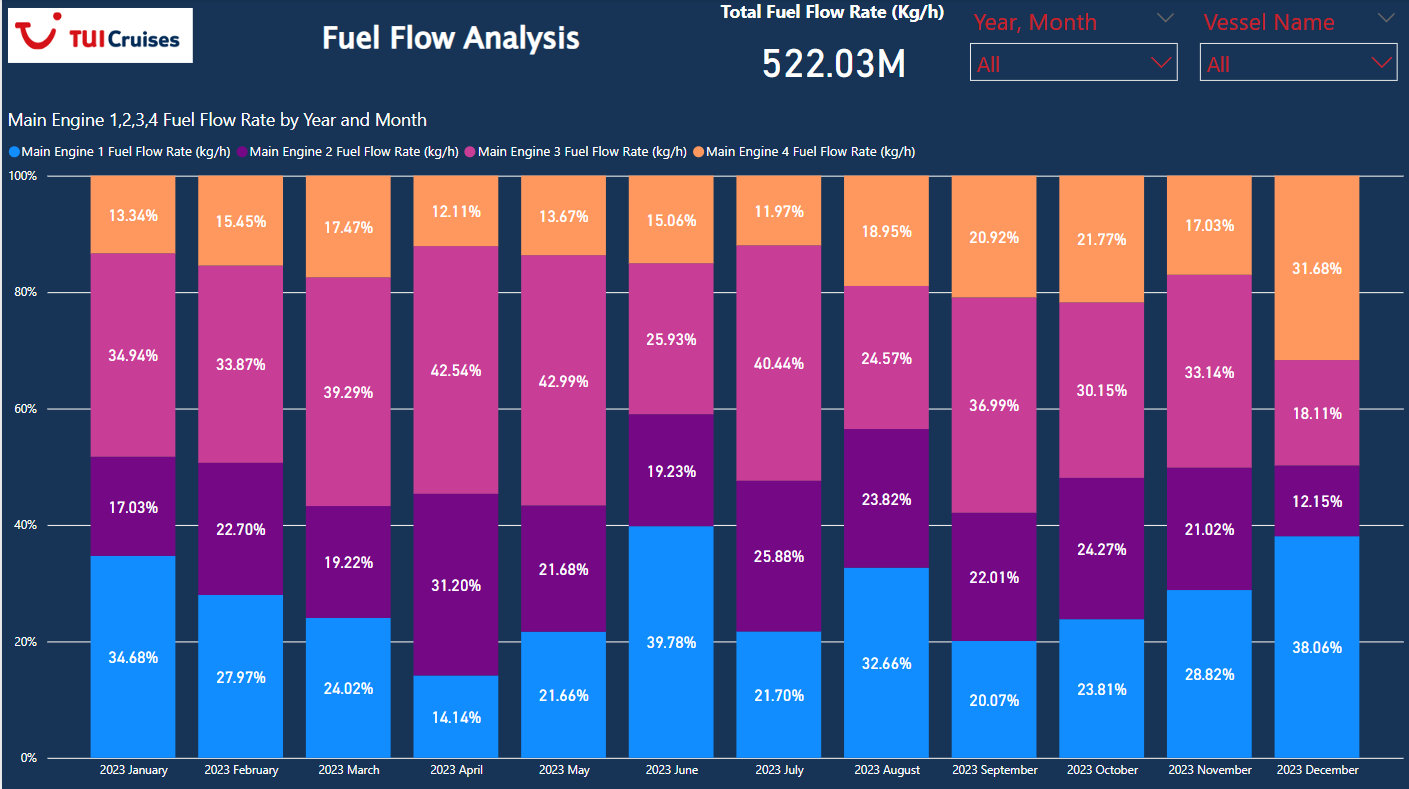 TUI Cruises
Fuel Flow Analysis
Total Fuel Flow Rate (Kg/h)
522.03M
Year, Month
All
Vessel Name
All
Main Engine 1,2,3,4 Fuel Flow Rate by Year and Month
Main Engine 1 Fuel Flow Rate (kg/h) Main Engine 2 Fuel Flow Rate (kg/h) Main Engine 3 Fuel Flow Rate (kg/h) Main Engine 4 Fuel Flow Rate (kg/h)
100%
80%
60%
40%
20%
0%
13.34% 15.45% 17.47% 12.11% 13.67% 15.06% 11.97% 18.95% 20.92% 21.77% 17.03% 31.68%
34.94% 33.87% 39.29% 42.54% 42.99% 25.93% 40.44% 24.57% 36.99% 30.15% 33.14% 18.11%
17.03% 22.70% 19.22% 31.20% 21.68% 19.23% 25.88% 23.82% 22.01% 24.27% 21.02% 12.15%
34.68% 27.97% 24.02% 14.14% 21.66% 39.78% 21.70% 32.66% 20.07% 23.81% 28.82% 38.06%
2023 January 2023 February 2023 March 2023 April 2023 May 2023 June 2023 July 2023 August 2023 September 2023 October 2023 November 2023 December